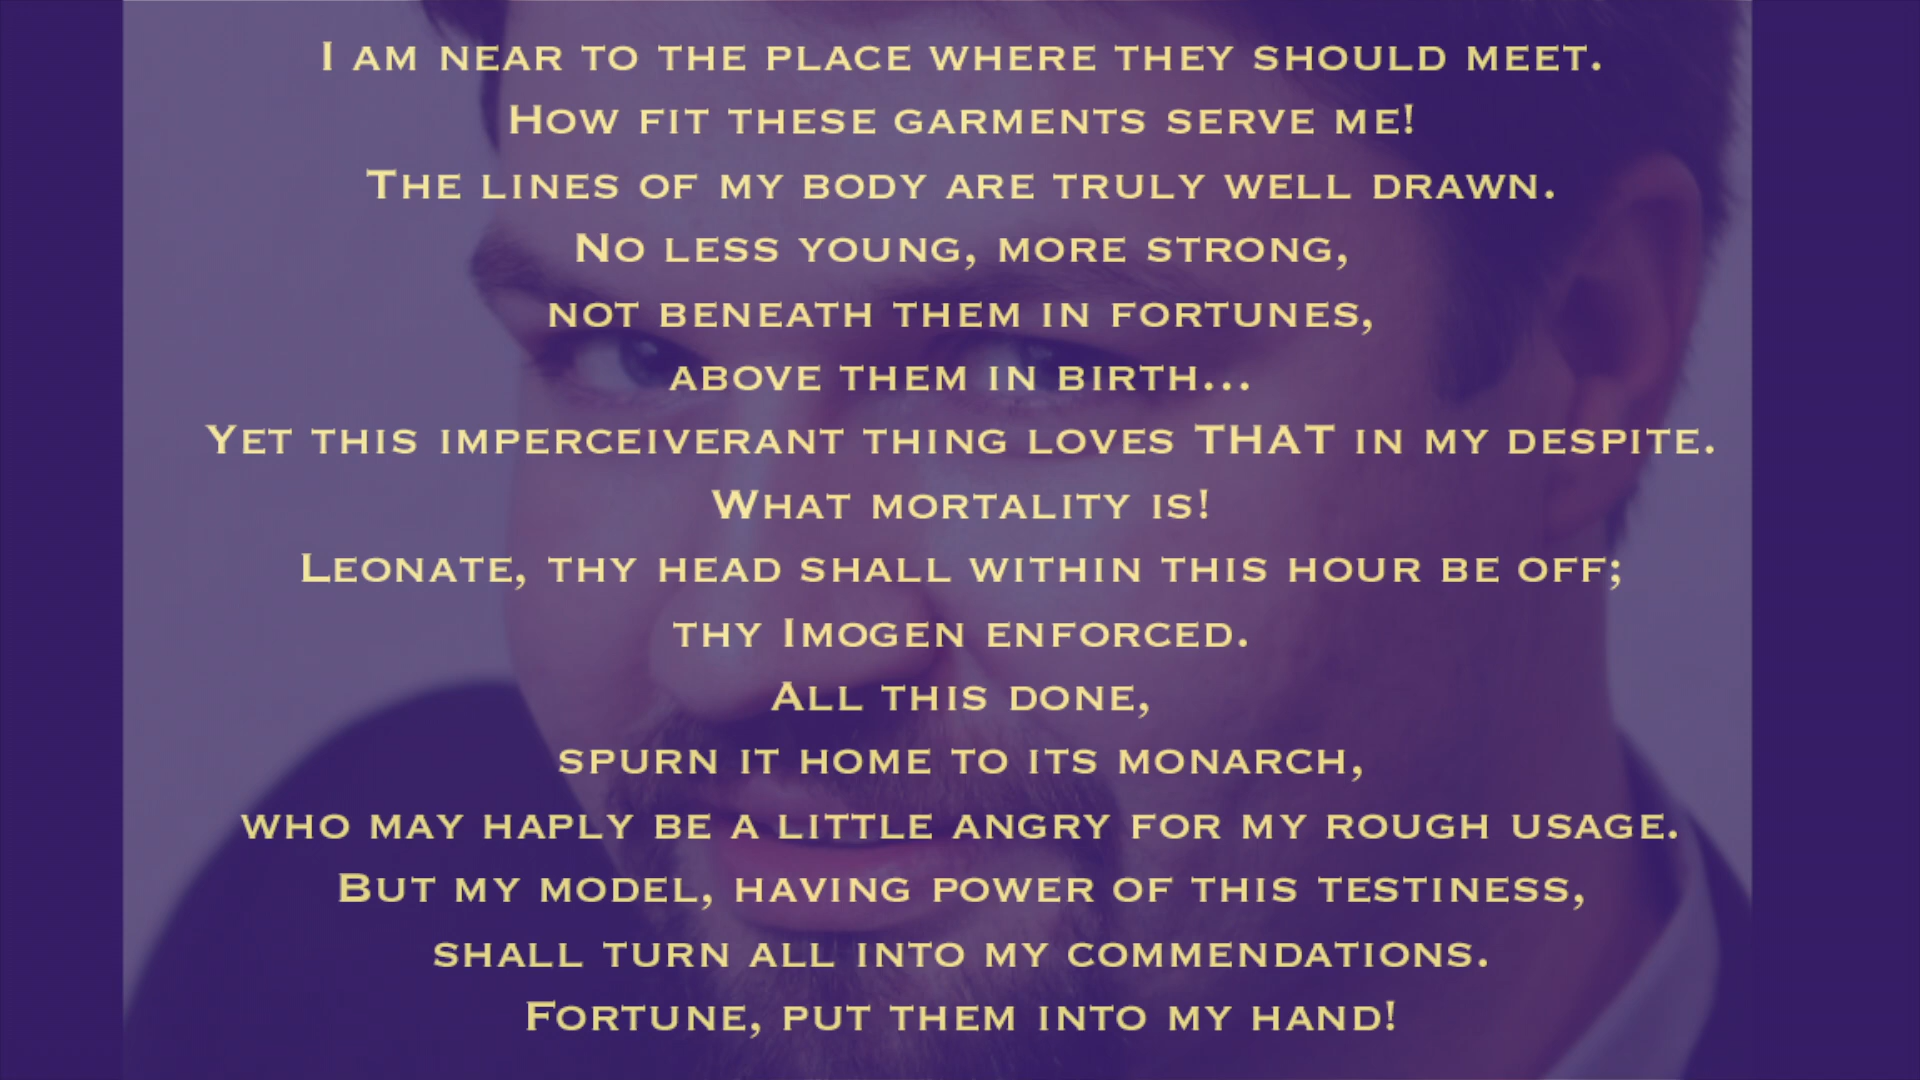 I am near to the place where they should meet.
How fit these garments serve me!
The lines of my body are truly well drawn.
No less young, more strong,
not beneath them in fortunes,
above them in birth...
Yet this imperceiverant thing loves THAT in my despite.
What mortality is!
Leonate, thy head shall within this hour be off;
thy Imogen enforced.
All this done,
spurn it home to its monarch,
who may haply be a little angry for my rough usage.
But my model, having power of this testiness,
shall turn all into my commendations.
Fortune, put them into my hand!